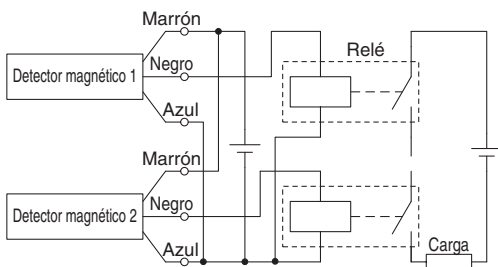 Marrón
Detector magnético 1
Negro
Azul
Relé
Marrón
Detector magnético 2
Negro
Azul
Carga